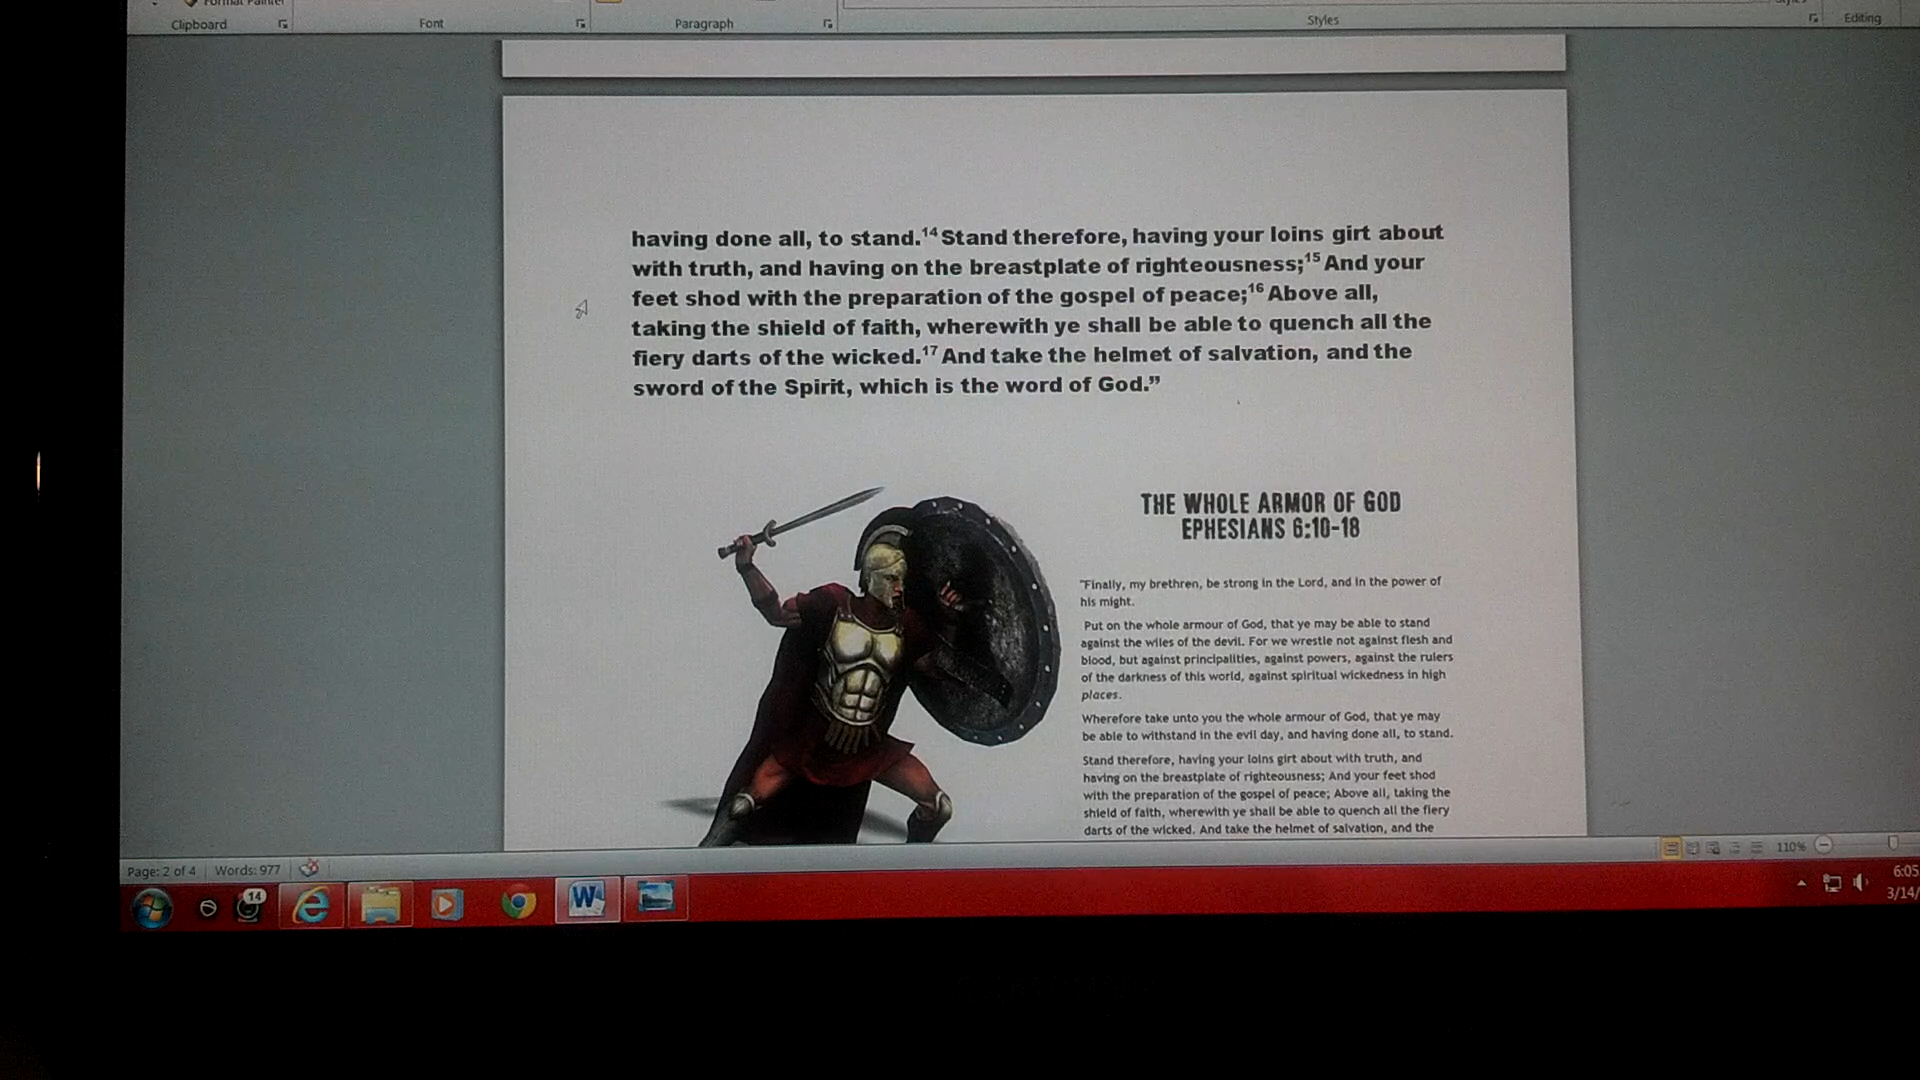 Format Painter
Clipboard
Font
Paragraph
Styles
Editing
having done all, to stand.¹⁴ Stand therefore, having your loins girt about
with truth, and having on the breastplate of righteousness;¹⁵ And your
feet shod with the preparation of the gospel of peace;¹⁶ Above all,
taking the shield of faith, wherewith ye shall be able to quench all the
fiery darts of the wicked.¹⁷ And take the helmet of salvation, and the
sword of the Spirit, which is the word of God.”
THE WHOLE ARMOR OF GOD
EPHESIANS 6:10-18
"Finally, my brethren, be strong in the Lord, and in the power of
his might.
Put on the whole armour of God, that ye may be able to stand
against the wiles of the devil. For we wrestle not against flesh and
blood, but against principalities, against powers, against the rulers
of the darkness of this world, against spiritual wickedness in high
places.
Wherefore take unto you the whole armour of God, that ye may
be able to withstand in the evil day, and having done all, to stand.
Stand therefore, having your loins girt about with truth, and
having on the breastplate of righteousness; And your feet shod
with the preparation of the gospel of peace; Above all, taking the
shield of faith, wherewith ye shall be able to quench all the fiery
darts of the wicked. And take the helmet of salvation, and the
110%
Page: 2 of 4 Words: 977
14
W
6:05
3/14/